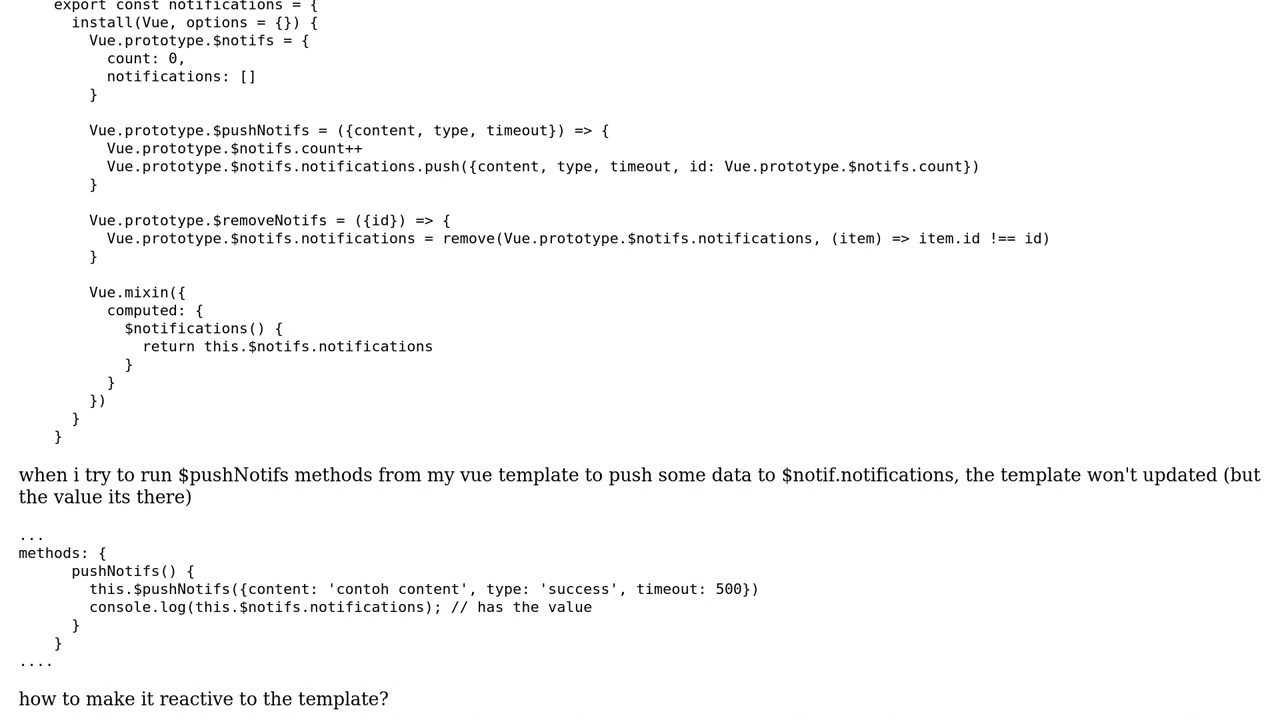 export const notifications = {
install(Vue, options = {}) {
Vue.prototype.$notifs = {
count: 0,
notifications: []
}
Vue.prototype.$pushNotifs = ({content, type, timeout}) => {
Vue.prototype.$notifs.count++
Vue.prototype.$notifs.notifications.push({content, type, timeout, id: Vue.prototype.$notifs.count})
}
Vue.prototype.$removeNotifs = ({id}) => {
Vue.prototype.$notifs.notifications = remove(Vue.prototype.$notifs.notifications, (item) => item.id !== id)
}
Vue.mixin({
computed: {
$notifications() {
return this.$notifs.notifications
}
}
})
}
}
when i try to run $pushNotifs methods from my vue template to push some data to $notif.notifications, the template won't updated (but
the value its there)
...
methods: {
pushNotifs() {
this.$pushNotifs({content: 'contoh content', type: 'success', timeout: 500})
console.log(this.$notifs.notifications); // has the value
}
}
....
how to make it reactive to the template?